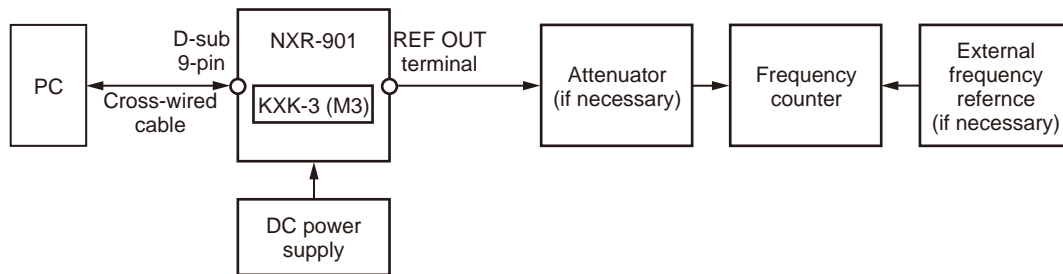 PC
D-sub
9-pin
Cross-wired
cable
NXR-901
KXK-3 (M3)
REF OUT
terminal
DC power
supply
Attenuator
(if necessary)
Frequency
counter
External
frequency
refernce
(if necessary)